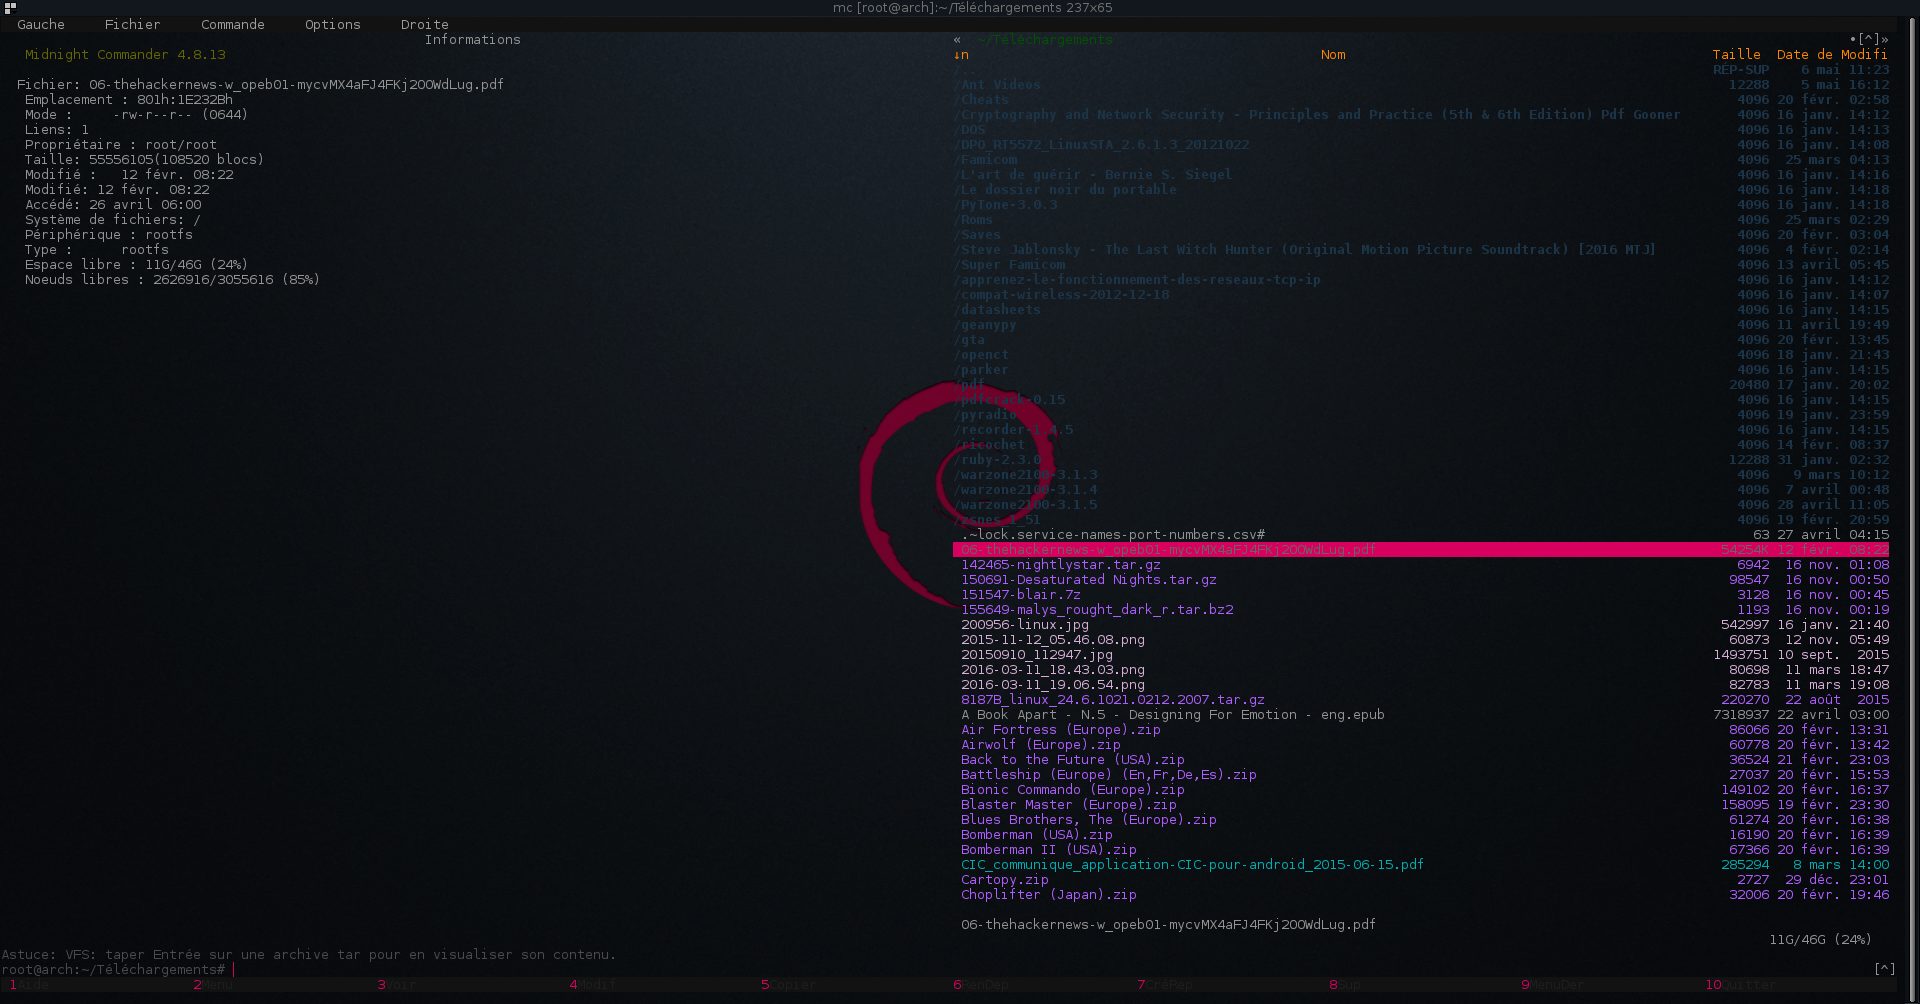 mc [root@arch]:~/Téléchargements 237×65
Gauche Fichier Commande Options Droite
Informations
Midnight Commander 4.8.13
Fichier: 06-thehackernews-w_opeb01-mycvMX4aFJ4FKj2OOWdLug.pdf
Emplacement : 801h:1E232Bh
Mode : -rw-r--r-- (0644)
Liens: 1
Propriétaire : root/root
Taille: 55556105(108520 blocs)
Modifié : 12 févr. 08:22
Modifié: 12 févr. 08:22
Accédé: 26 avril 06:00
Système de fichiers: /
Périphérique : rootfs
Type : rootfs
Espace libre : 11G/46G (24%)
Noeuds libres : 2626916/3055616 (85%)
« ~/Téléchargements •[^]»
↓n Nom Taille Date de Modifi
/.. REP-SUP 6 mai 11:23
/Ant Videos 12288 5 mai 16:12
/Cheats 4096 20 févr. 02:58
/Cryptography and Network Security - Principles and Practice (5th & 6th Edition) Pdf Gooner 4096 16 janv. 14:12
/DOS 4096 16 janv. 14:13
/DPO_RT5572_LinuxSTA_2.6.1.3_20121022 4096 16 janv. 14:08
/Famicom 4096 25 mars 04:13
/L'art de guérir - Bernie S. Siegel 4096 16 janv. 14:16
/Le dossier noir du portable 4096 16 janv. 14:18
/PyTone-3.0.3 4096 16 janv. 14:18
/Roms 4096 25 mars 02:29
/Saves 4096 20 févr. 03:04
/Steve Jablonsky - The Last Witch Hunter (Original Motion Picture Soundtrack) [2016 MTJ] 4096 4 févr. 02:14
/Super Famicom 4096 13 avril 05:45
/apprenez-le-fonctionnement-des-reseaux-tcp-ip 4096 16 janv. 14:12
/compat-wireless-2012-12-18 4096 16 janv. 14:07
/datasheets 4096 16 janv. 14:15
/geanypy 4096 11 avril 19:49
/gta 4096 20 févr. 13:45
/openct 4096 18 janv. 21:43
/parker 4096 16 janv. 14:15
/pdf 20480 17 janv. 20:02
/pdfcrack-0.15 4096 16 janv. 14:15
/pyradio 4096 19 janv. 23:59
/recorder-1.4.5 4096 16 janv. 14:15
/ricochet 4096 14 févr. 08:37
/ruby-2.3.0 12288 31 janv. 02:32
/warzone2100-3.1.3 4096 9 mars 10:12
/warzone2100-3.1.4 4096 7 avril 00:48
/warzone2100-3.1.5 4096 28 avril 11:05
/zsnes_1_51 4096 19 févr. 20:59
.~lock.service-names-port-numbers.csv# 63 27 avril 04:15
06-thehackernews-w_opeb01-mycvMX4aFJ4FKj2OOWdLug.pdf 54254K 12 févr. 08:22
142465-nightlystar.tar.gz 6942 16 nov. 01:08
150691-Desaturated Nights.tar.gz 98547 16 nov. 00:50
151547-blair.7z 3128 16 nov. 00:45
155649-malys_rought_dark_r.tar.bz2 1193 16 nov. 00:19
200956-linux.jpg 542997 16 janv. 21:40
2015-11-12_05.46.08.png 60873 12 nov. 05:49
20150910_112947.jpg 1493751 10 sept. 2015
2016-03-11_18.43.03.png 80698 11 mars 18:47
2016-03-11_19.06.54.png 82783 11 mars 19:08
8187B_linux_24.6.1021.0212.2007.tar.gz 220270 22 août 2015
A Book Apart - N.5 - Designing For Emotion - eng.epub 7318937 22 avril 03:00
Air Fortress (Europe).zip 86066 20 févr. 13:31
Airwolf (Europe).zip 60778 20 févr. 13:42
Back to the Future (USA).zip 36524 21 févr. 23:03
Battleship (Europe) (En,Fr,De,Es).zip 27037 20 févr. 15:53
Bionic Commando (Europe).zip 149102 20 févr. 16:37
Blaster Master (Europe).zip 158095 19 févr. 23:30
Blues Brothers, The (Europe).zip 61274 20 févr. 16:38
Bomberman (USA).zip 16190 20 févr. 16:39
Bomberman II (USA).zip 67366 20 févr. 16:39
CIC_communique_application-CIC-pour-android_2015-06-15.pdf 285294 8 mars 14:00
Cartopy.zip 2727 29 déc. 23:01
Choplifter (Japan).zip 32006 20 févr. 19:46
06-thehackernews-w_opeb01-mycvMX4aFJ4FKj2OOWdLug.pdf
11G/46G (24%)
Astuce: VFS: taper Entrée sur une archive tar pour en visualiser son contenu.
root@arch:~/Téléchargements# [^]
1Aide 2Menu 3Voir 4Modif 5Copier 6RenDep 7CréRép 8Sup 9MenuDer 10Quitter